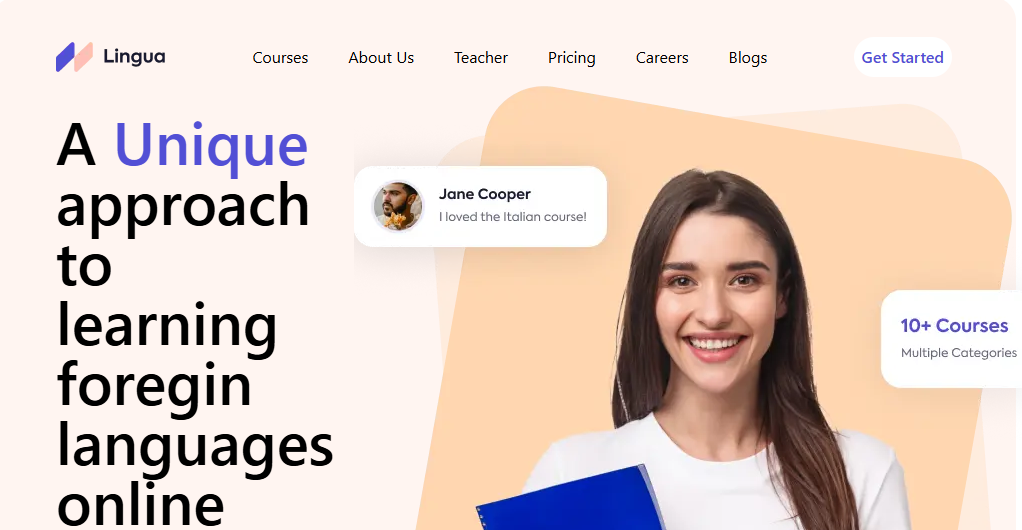 Lingua
Courses About Us Teacher Pricing Careers Blogs
Get Started
A Unique
approach
to
learning
foregin
languages
online
Jane Cooper
I loved the Italian course!
10+ Courses
Multiple Categories